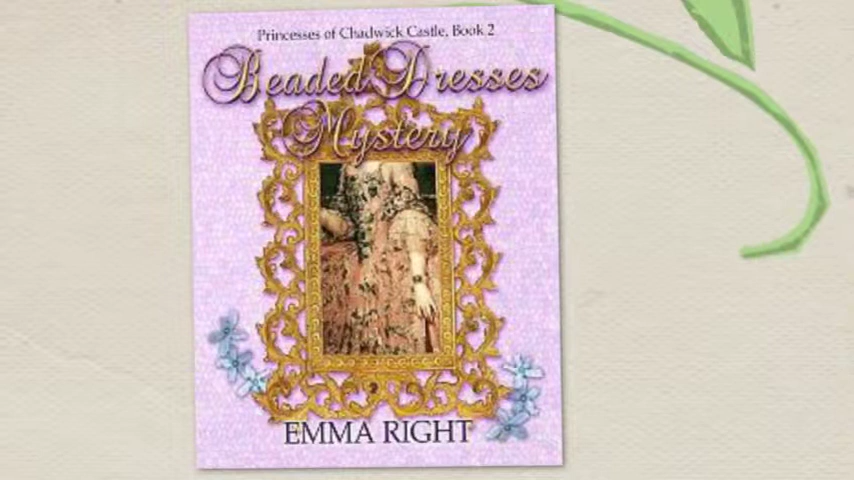 Princesses of Chadwick Castle, Book 2
Beaded Dresses
Mystery
EMMA RIGHT